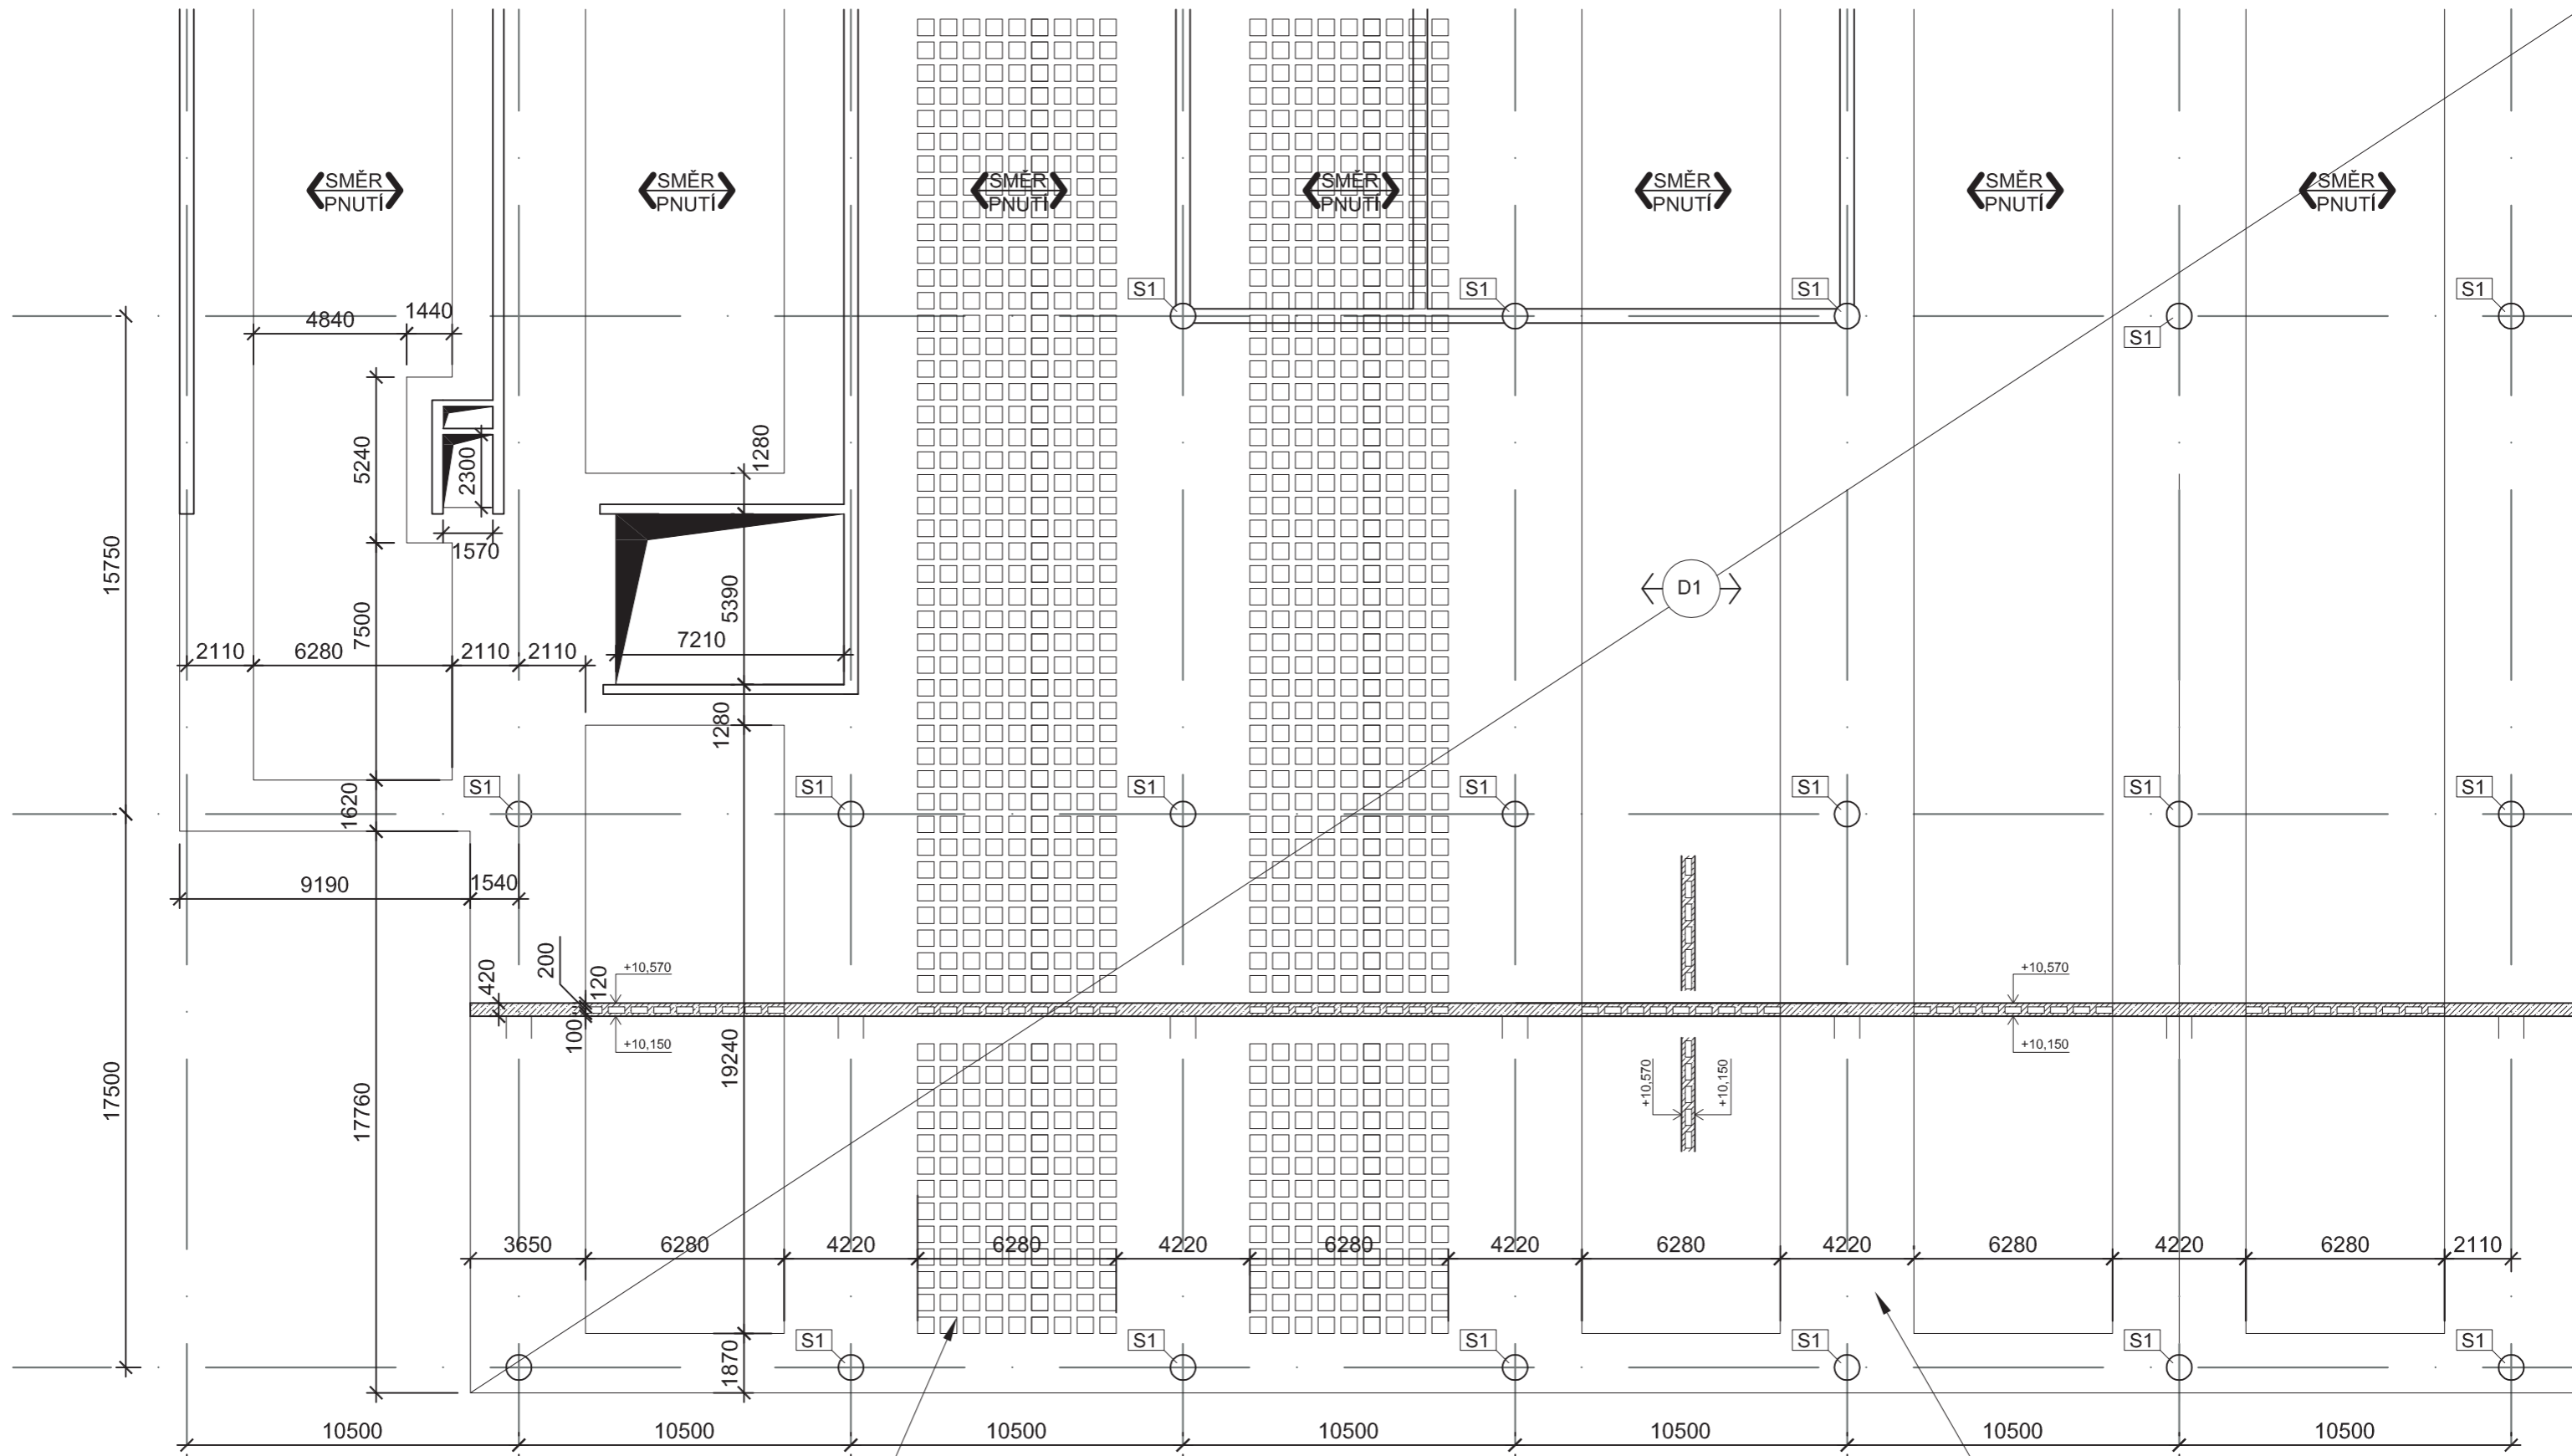 SMĚR
PNUTÍ
SMĚR
PNUTÍ
SMĚR
PNUTÍ
SMĚR
PNUTÍ
SMĚR
PNUTÍ
SMĚR
PNUTÍ
SMĚR
PNUTÍ
S1
S1
S1
S1
S1
4840
1440
5240
2300
1280
1570
15750
7500
5390
7210
D1
2110
6280
2110
2110
1280
1620
S1
S1
S1
S1
S1
S1
S1
9190
1540
420
200
120
100
+10,570
+10,150
+10,570
+10,150
+10,570
+10,150
17500
17760
19240
3650
6280
4220
6280
4220
6280
4220
6280
4220
6280
4220
6280
2110
1870
S1
S1
S1
S1
S1
S1
10500
10500
10500
10500
10500
10500
10500